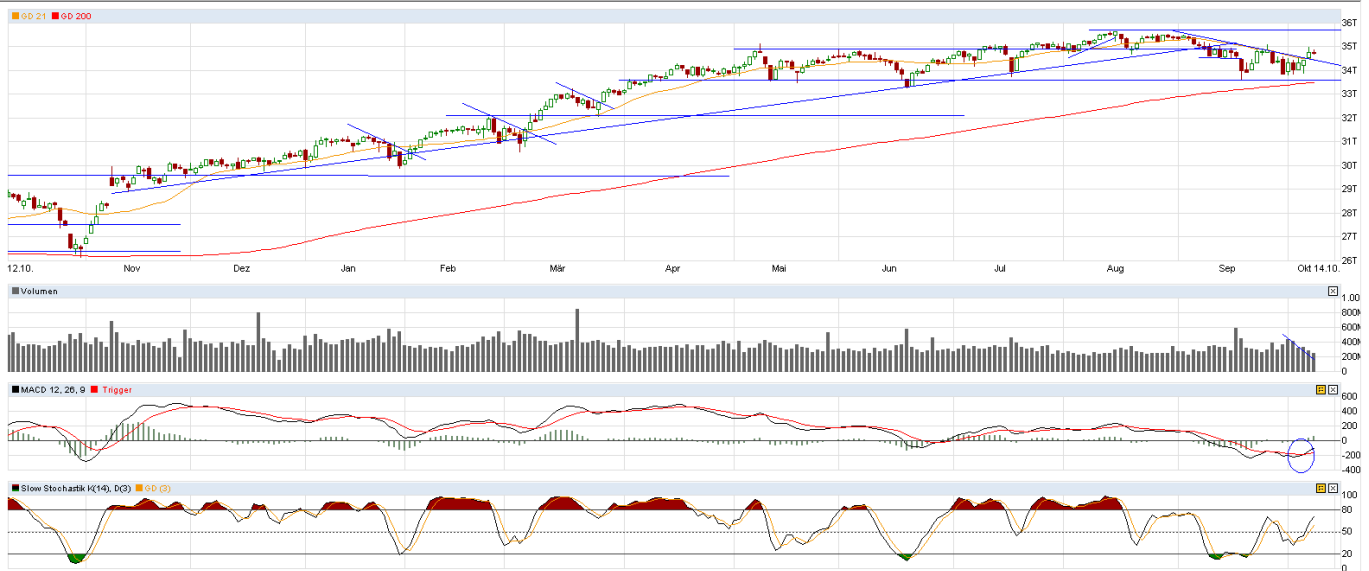 GD 21 GD 200
36T
35T
34T
33T
32T
31T
30T
29T
28T
27T
26T
12.10. Nov Dez Jan Feb Mär Apr Mai Jun Jul Aug Sep Okt 14.10.
Volumen
1.00
800M
600M
400M
200M
0
MACD 12, 26, 9 Trigger
600
400
200
0
-200
-400
Slow Stochastik K(14), D(3) GD (3)
100
80
50
20
0